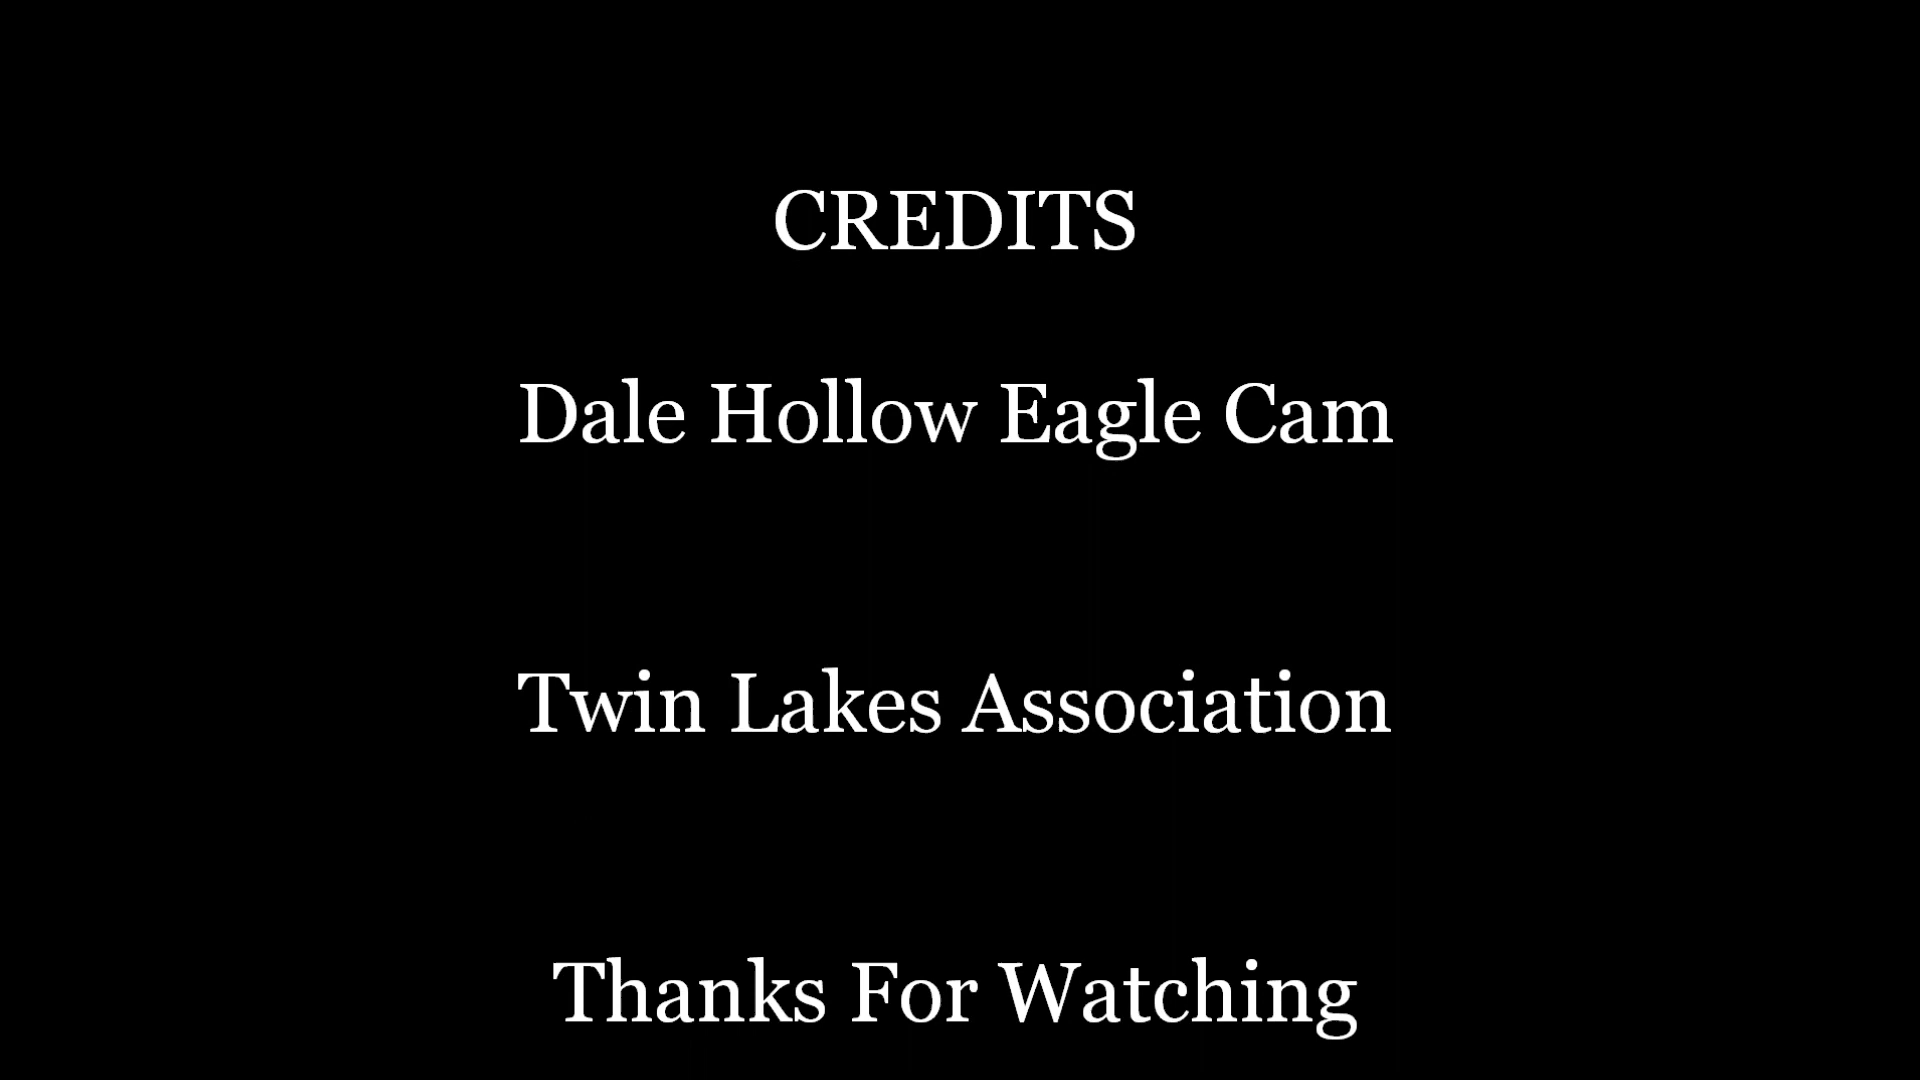 CREDITS
Dale Hollow Eagle Cam
Twin Lakes Association
Thanks For Watching